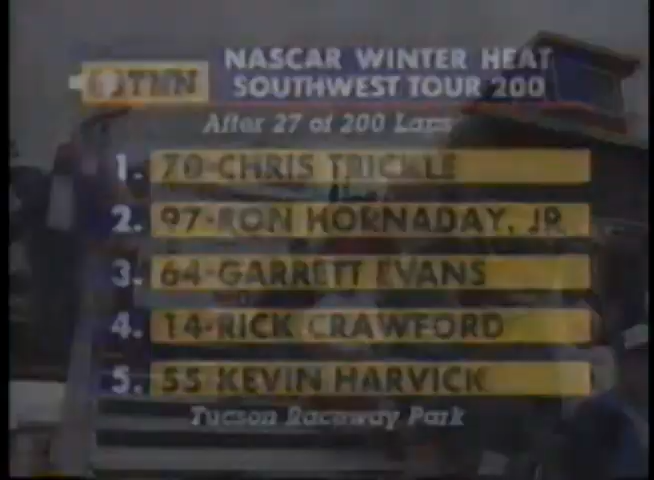 TNN
NASCAR WINTER HEAT
SOUTHWEST TOUR 200
After 27 of 200 Laps
1. 70-CHRIS TRICKLE
2. 97-RON HORNADAY, JR
3. 64-GARRETT EVANS
4. 14-RICK CRAWFORD
5. 55-KEVIN HARVICK
Tucson Raceway Park